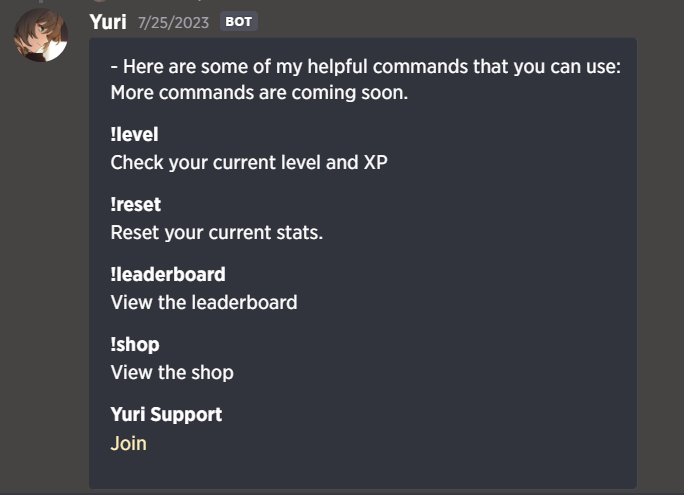 Yuri 7/25/2023 BOT
- Here are some of my helpful commands that you can use:
More commands are coming soon.
!level
Check your current level and XP
!reset
Reset your current stats.
!leaderboard
View the leaderboard
!shop
View the shop
Yuri Support
Join